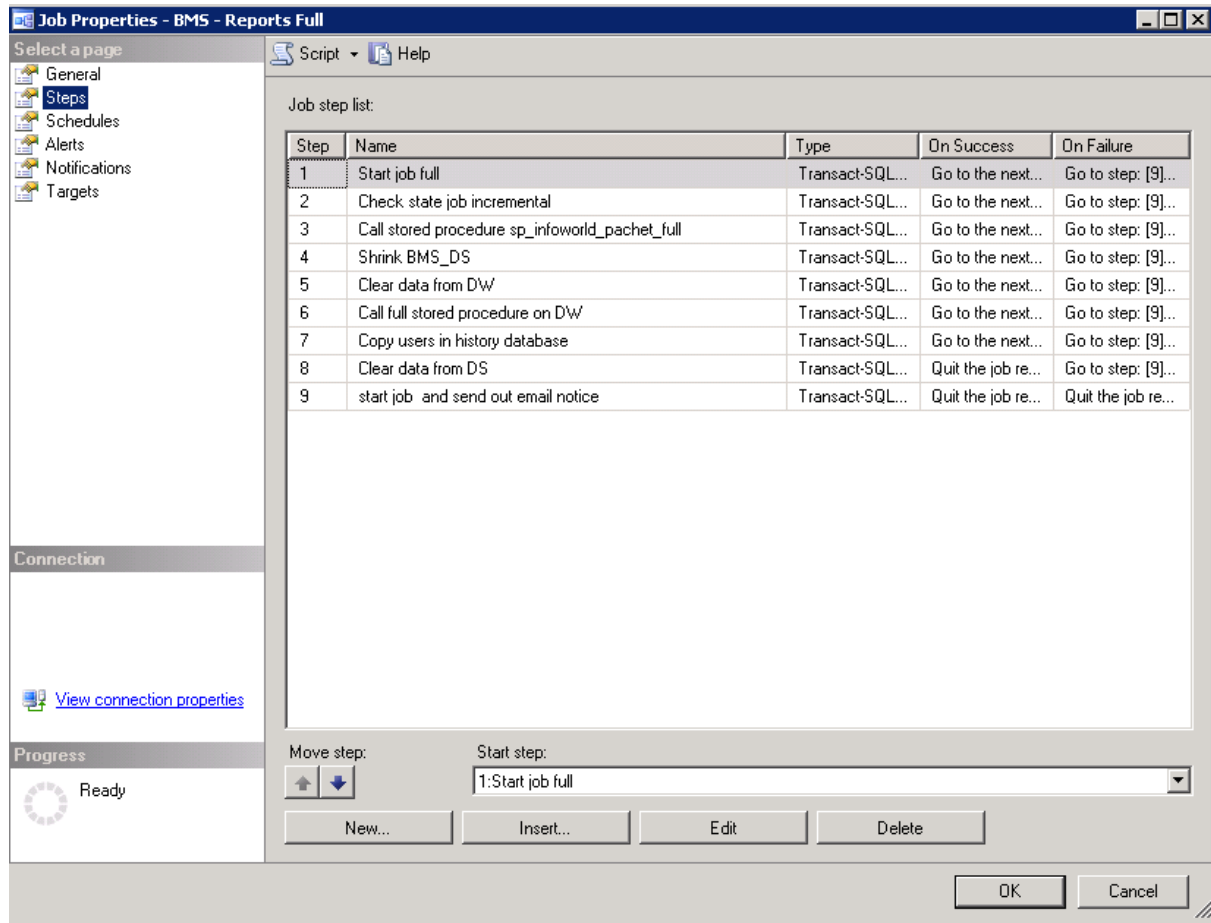 Job Properties - BMS - Reports Full
Select a page
General
Steps
Schedules
Alerts
Notifications
Targets
Script Help
Job step list:
Step Name Type On Success On Failure
1 Start job full Transact-SQL... Go to the next... Go to step: [9]...
2 Check state job incremental Transact-SQL... Go to the next... Go to step: [9]...
3 Call stored procedure sp_infoworld_pachet_full Transact-SQL... Go to the next... Go to step: [9]...
4 Shrink BMS_DS Transact-SQL... Go to the next... Go to step: [9]...
5 Clear data from DW Transact-SQL... Go to the next... Go to step: [9]...
6 Call full stored procedure on DW Transact-SQL... Go to the next... Go to step: [9]...
7 Copy users in history database Transact-SQL... Go to the next... Go to step: [9]...
8 Clear data from DS Transact-SQL... Quit the job re... Go to step: [9]...
9 start job  and send out email notice Transact-SQL... Quit the job re... Quit the job re...
Connection
View connection properties
Progress
Ready
Move step: Start step:
1:Start job full
New... Insert... Edit Delete
OK Cancel